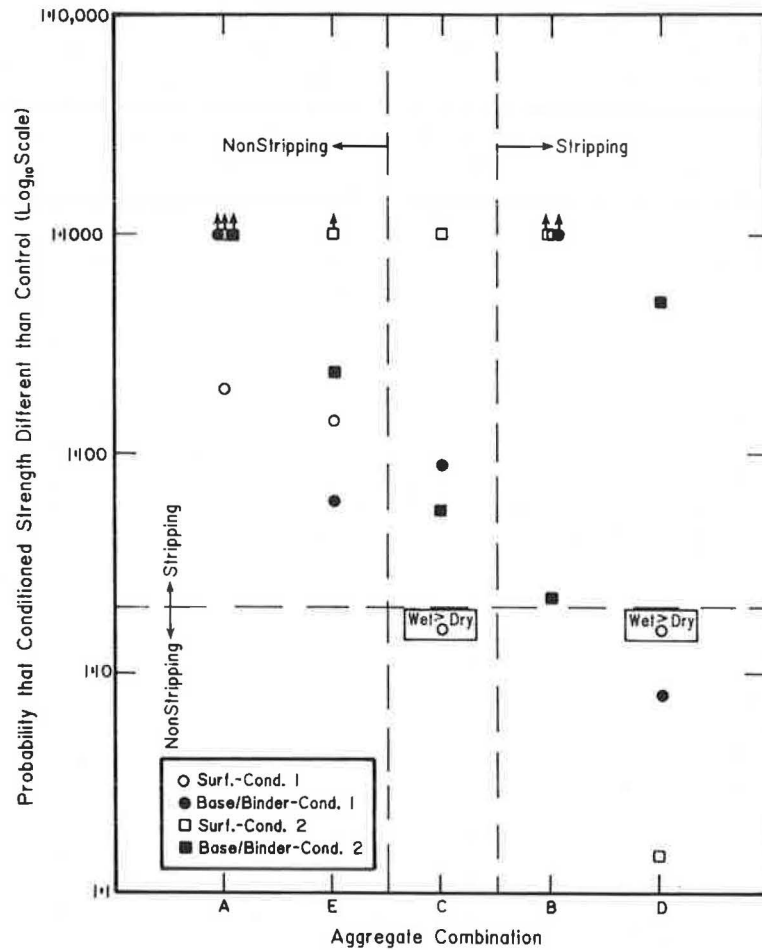 Probability that Conditioned Strength Different than Control (Log₁₀Scale)
1·10,000
1·1000
1·100
1·10
1·1
NonStripping
Stripping
Stripping
NonStripping
Wet > Dry
Wet > Dry
Surf.-Cond. 1
Base/Binder-Cond. 1
Surf.-Cond. 2
Base/Binder-Cond. 2
A E C B D
Aggregate Combination